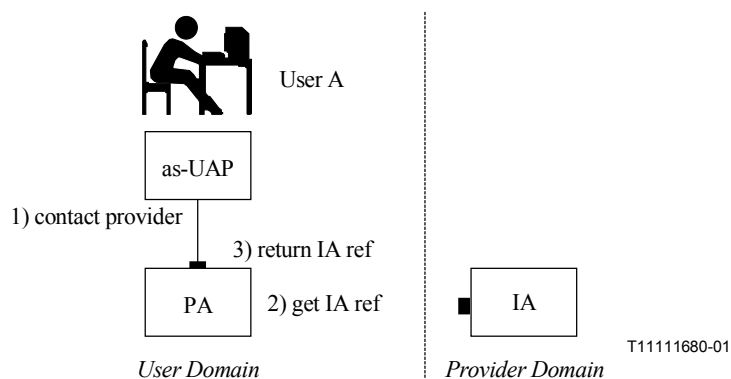 User A
as-UAP
1) contact provider
3) return IA ref
PA
2) get IA ref
IA
T11111680-01
User Domain
Provider Domain